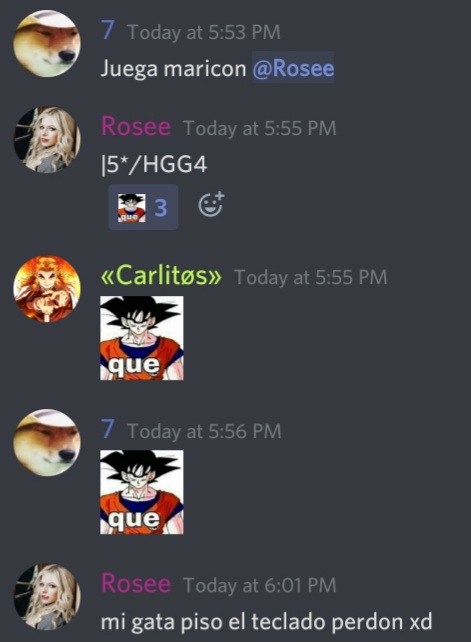 7 Today at 5:53 PM
Juega maricon @Rosee
Rosee Today at 5:55 PM
|5*/HGG4
que 3
«Carlitøs» Today at 5:55 PM
que
7 Today at 5:56 PM
que
Rosee Today at 6:01 PM
mi gata piso el teclado perdon xd